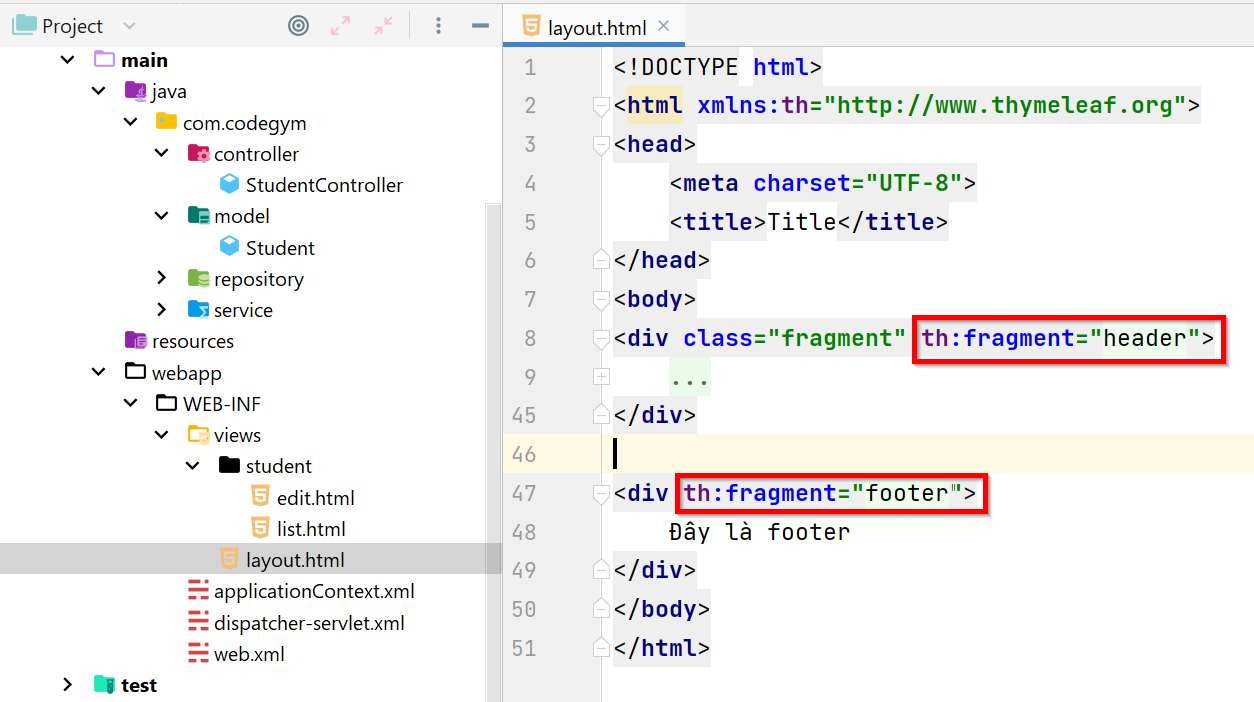 Project
main
java
com.codegym
controller
StudentController
model
Student
repository
service
resources
webapp
WEB-INF
views
student
edit.html
list.html
layout.html
applicationContext.xml
dispatcher-servlet.xml
web.xml
test
layout.html
1 <!DOCTYPE html>
2 <html xmlns:th="http://www.thymeleaf.org">
3 <head>
4 <meta charset="UTF-8">
5 <title>Title</title>
6 </head>
7 <body>
8 <div class="fragment" th:fragment="header">
9 ...
45 </div>
46
47 <div th:fragment="footer">
48 Đây là footer
49 </div>
50 </body>
51 </html>